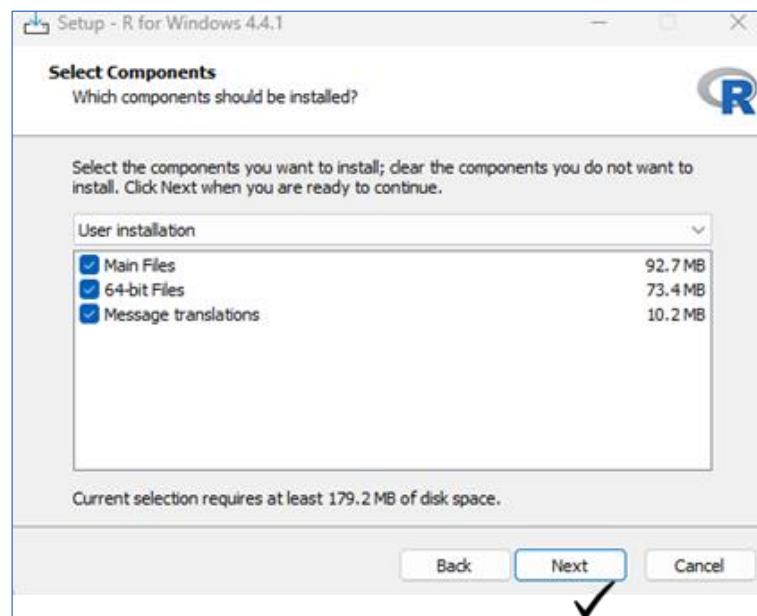 Setup - R for Windows 4.4.1
Select Components
Which components should be installed?
R
Select the components you want to install; clear the components you do not want to
install. Click Next when you are ready to continue.
User installation
Main Files 92.7 MB
64-bit Files 73.4 MB
Message translations 10.2 MB
Current selection requires at least 179.2 MB of disk space.
Back Next Cancel